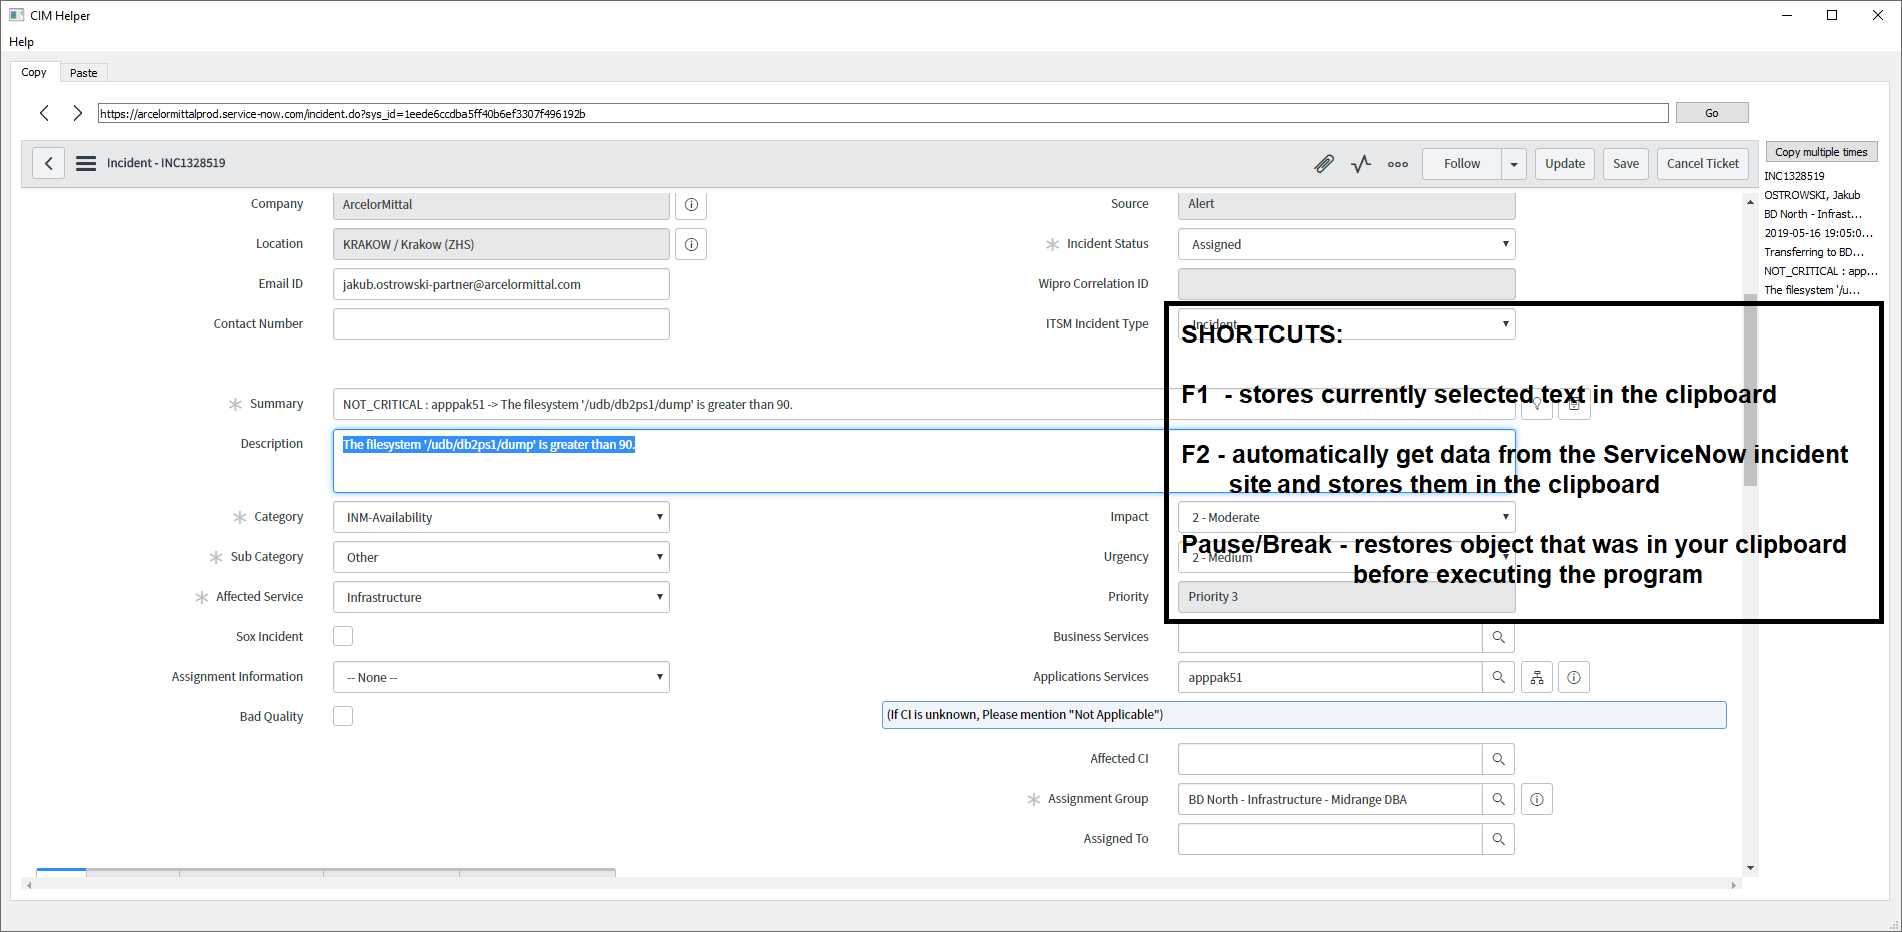 CIM Helper
Help
Copy Paste
https://arcelormittalprod.service-now.com/incident.do?sys_id=1eede6ccdba5ff40b6ef3307f496192b Go
Incident - INC1328519 Follow Update Save Cancel Ticket
Copy multiple times
INC1328519
OSTROWSKI, Jakub
BD North - Infrast...
2019-05-16 19:05:0...
Transferring to BD...
NOT_CRITICAL : app...
The filesystem '/u...
Company ArcelorMittal Source Alert
Location KRAKOW / Krakow (ZHS) Incident Status Assigned
Email ID jakub.ostrowski-partner@arcelormittal.com Wipro Correlation ID
Contact Number ITSM Incident Type Incident
SHORTCUTS:
F1 - stores currently selected text in the clipboard
F2 - automatically get data from the ServiceNow incident
site and stores them in the clipboard
Pause/Break - restores object that was in your clipboard
before executing the program
Summary NOT_CRITICAL : apppak51 -> The filesystem '/udb/db2ps1/dump' is greater than 90.
Description The filesystem '/udb/db2ps1/dump' is greater than 90.
Category INM-Availability Impact 2 - Moderate
Sub Category Other Urgency 2 - Medium
Affected Service Infrastructure Priority Priority 3
Sox Incident Business Services
Assignment Information -- None -- Applications Services apppak51
Bad Quality (If CI is unknown, Please mention "Not Applicable")
Affected CI
Assignment Group BD North - Infrastructure - Midrange DBA
Assigned To